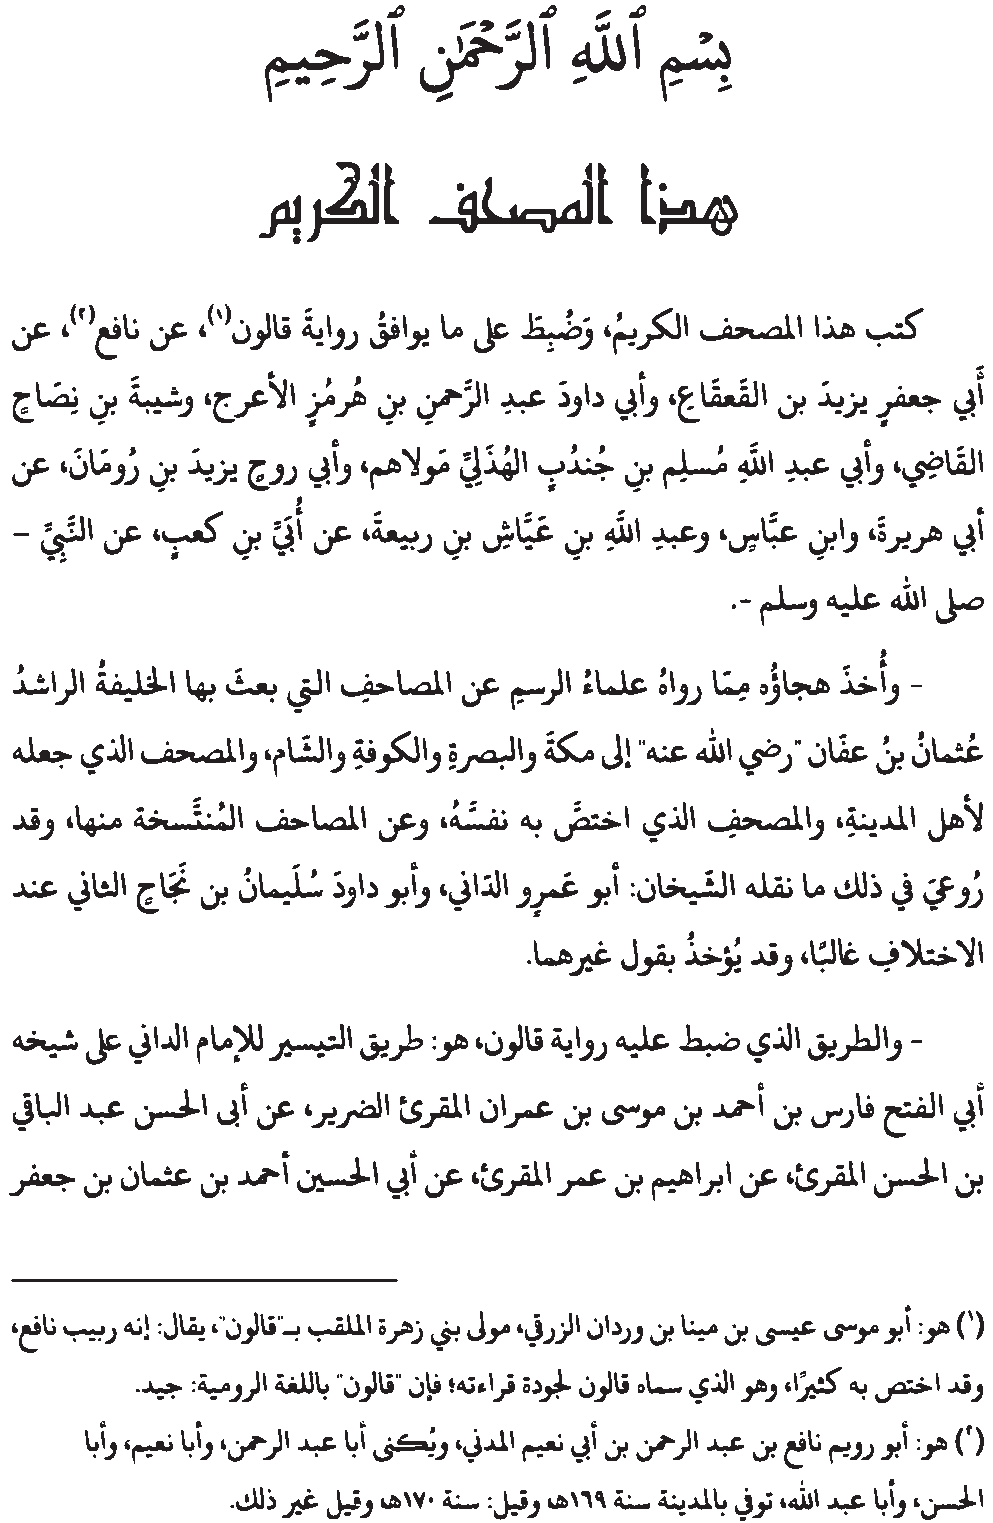 بِسْمِ ٱللَّهِ ٱلرَّحْمَٰنِ ٱلرَّحِيمِ
هذا المصحف الكريم
كتب هذا المصحف الكريمُ، وَضُبِطَ على ما يوافقُ روايةَ قالون(١)، عن نافع(٢)، عن
أَبي جعفرٍ يزيدَ بن القَعقَاعِ، وأبي داودَ عبدِ الرَّحمنِ بنِ هُرمُزٍ الأعرج، وشيبةَ بنِ نِصَاحٍ
القَاضِي، وأبي عبدِ اللَّهِ مُسلِم بنِ جُندُبٍ الهُذَليِّ مَولاهم، وأبي روحٍ يزيدَ بنِ رُومَانَ، عن
أبي هريرةَ، وابنِ عبَّاسٍ، وعبدِ اللَّهِ بنِ عَيَّاشِ بنِ ربيعةَ، عن أُبَيِّ بنِ كعبٍ، عن النَّبِيِّ –
صلى الله عليه وسلم -.
- وأُخذَ هجاؤُه مِمّا رواهُ علماءُ الرسمِ عن المصاحفِ التي بعثَ بها الخليفةُ الراشدُ
عُثمانُ بنُ عفَان "رضي الله عنه" إلى مكةَ والبصرةِ والكوفةِ والشَام، والمصحف الذي جعله
لأهل المدينةِ، والمصحفِ الذي اختصَّ به نفسَّهُ، وعن المصاحف المُنتَّسخة منها، وقد
رُوعيَ في ذلك ما نقله الشَيخان: أبو عَمرٍو الدَاني، وأبو داودَ سُلَيمانُ بن نَجَاحٍ الثاني عند
الاختلافِ غالبًا، وقد يُؤخذُ بقول غيرهما.
- والطريق الذي ضبط عليه رواية قالون، هو: طريق التيسير للإمام الداني على شيخه
أبي الفتح فارس بن أحمد بن موسى بن عمران المقرئ الضرير، عن أبى الحسن عبد الباقي
بن الحسن المقرئ، عن ابراهيم بن عمر المقرئ، عن أبي الحسين أحمد بن عثمان بن جعفر
(١) هو: أبو موسى عيسى بن مينا بن وردان الزرقي، مولى بني زهرة الملقب بـ"قالون"، يقال: إنه ربيب نافع،
وقد اختص به كثيرًا، وهو الذي سماه قالون لجودة قراءته؛ فإن "قالون" باللغة الرومية: جيد.
(٢) هو: أبو رويم نافع بن عبد الرحمن بن أبي نعيم المدني، ويُكنى أبا عبد الرحمن، وأبا نعيم، وأبا
الحسن، وأبا عبد الله، توفي بالمدينة سنة ١٦٩هـ، وقيل: سنة ١٧٠هـ، وقيل غير ذلك.